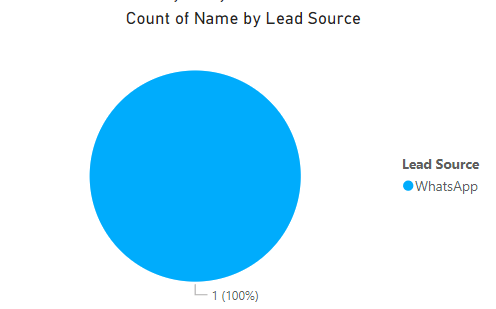 Count of Name by Lead Source
Lead Source
WhatsApp
1 (100%)